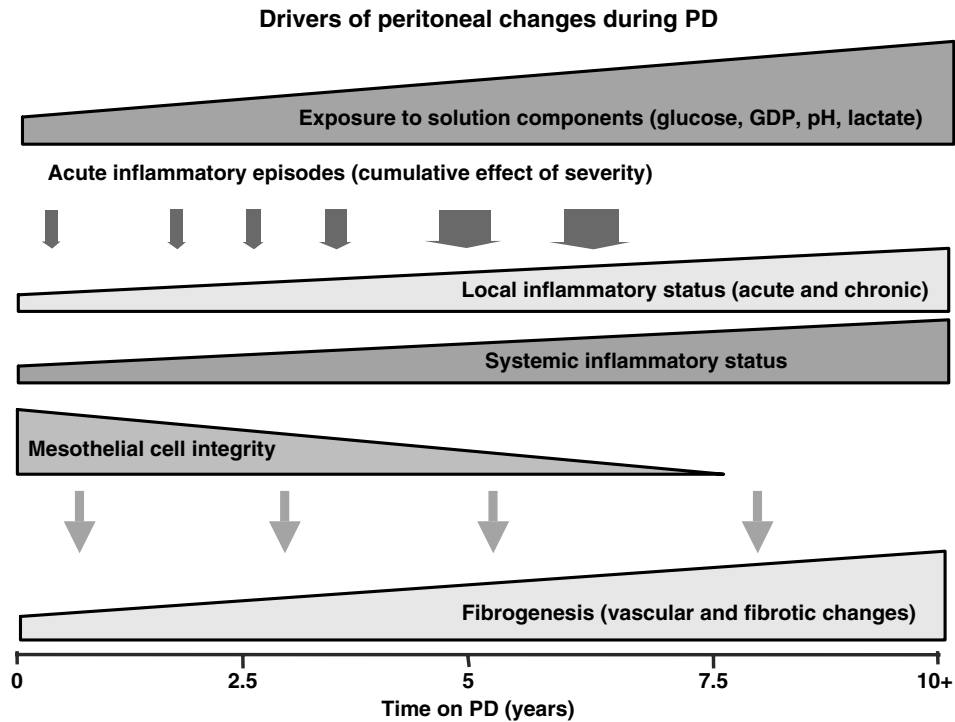 Drivers of peritoneal changes during PD
Exposure to solution components (glucose, GDP, pH, lactate)
Acute inflammatory episodes (cumulative effect of severity)
Local inflammatory status (acute and chronic)
Systemic inflammatory status
Mesothelial cell integrity
Fibrogenesis (vascular and fibrotic changes)
0 2.5 5 7.5 10+
Time on PD (years)